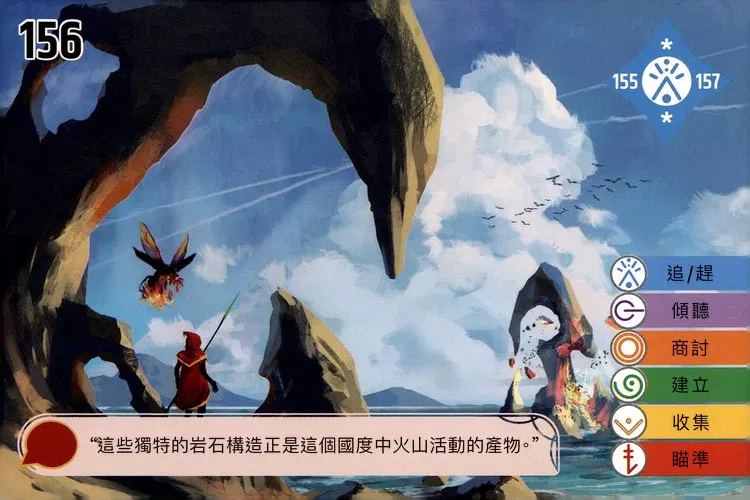 156
*
155 157
*
追/趕
傾聽
商討
建立
收集
瞄準
“這些獨特的岩石構造正是這個國度中火山活動的產物。”